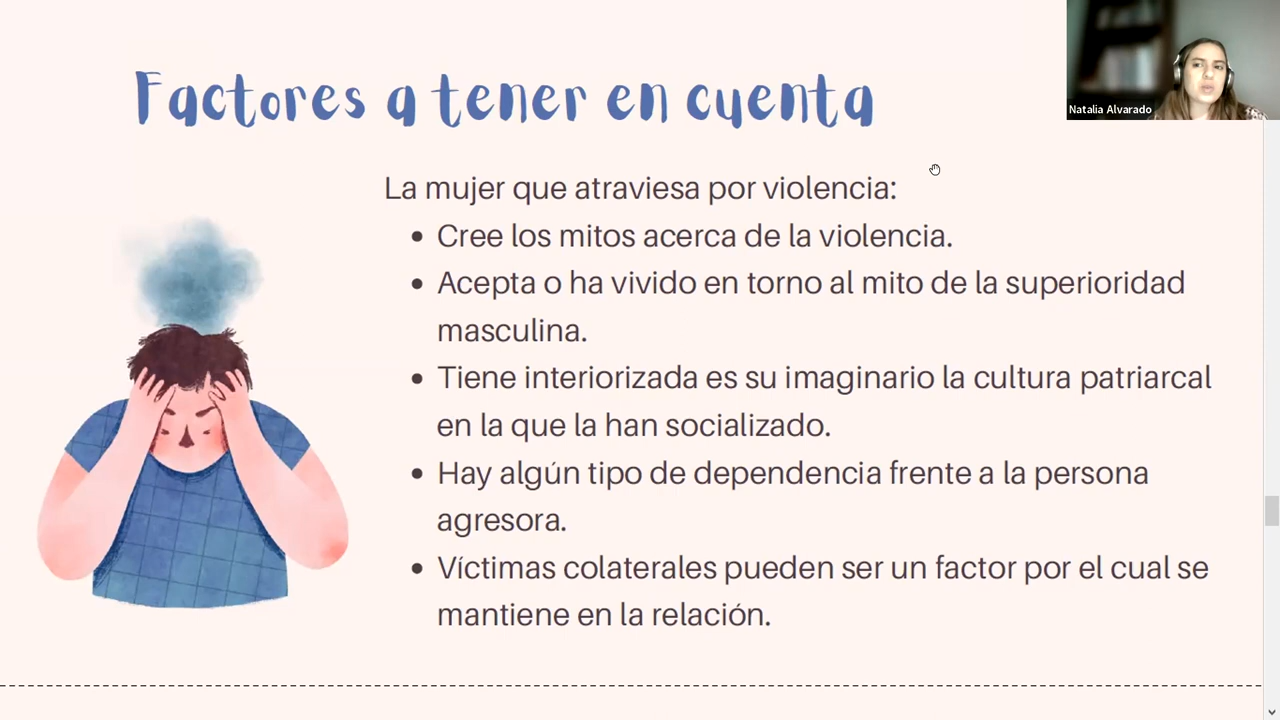 Factores a tener en cuenta
Natalia Alvarado
La mujer que atraviesa por violencia:
• Cree los mitos acerca de la violencia.
• Acepta o ha vivido en torno al mito de la superioridad
masculina.
• Tiene interiorizada es su imaginario la cultura patriarcal
en la que la han socializado.
• Hay algún tipo de dependencia frente a la persona
agresora.
• Víctimas colaterales pueden ser un factor por el cual se
mantiene en la relación.